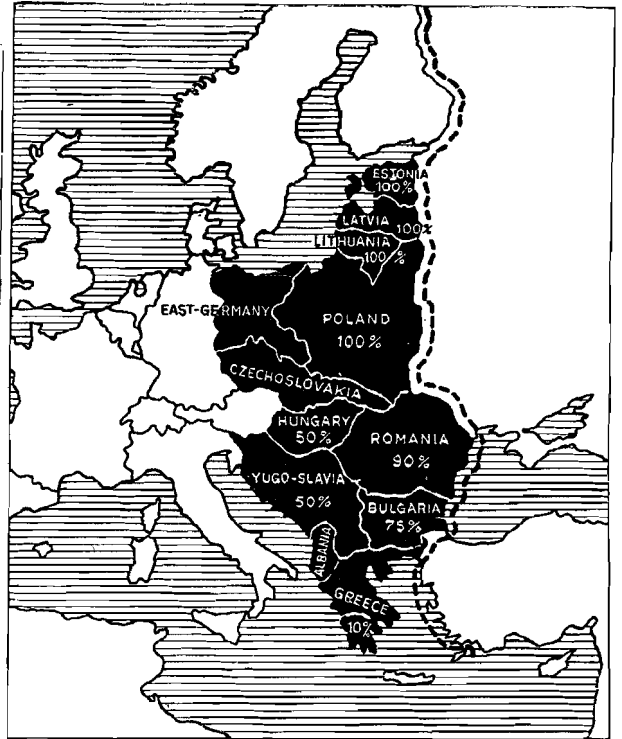 ESTONIA
100%
LATVIA 100%
LITHUANIA
100%
EAST-GERMANY
POLAND
100%
CZECHOSLOVAKIA
HUNGARY
50%
ROMANIA
90%
YUGO-SLAVIA
50%
BULGARIA
75%
ALBANIA
GREECE
10%